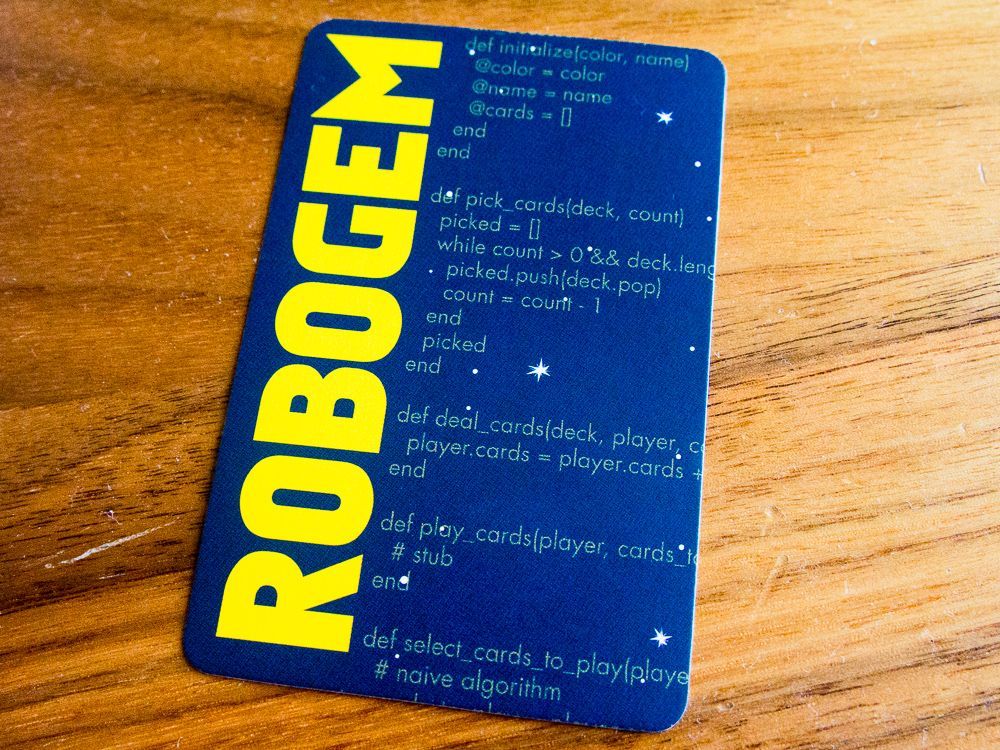 ROBOGEM
def initialize(color, name)
@color = color
@name = name
@cards = []
end
end
def pick_cards(deck, count)
picked = []
while count > 0 && deck.leng
picked.push(deck.pop)
count = count - 1
end
picked
end
def deal_cards(deck, player, c
player.cards = player.cards +
end
def play_cards(player, cards_to
# stub
end
def select_cards_to_play(playe
# naive algorithm